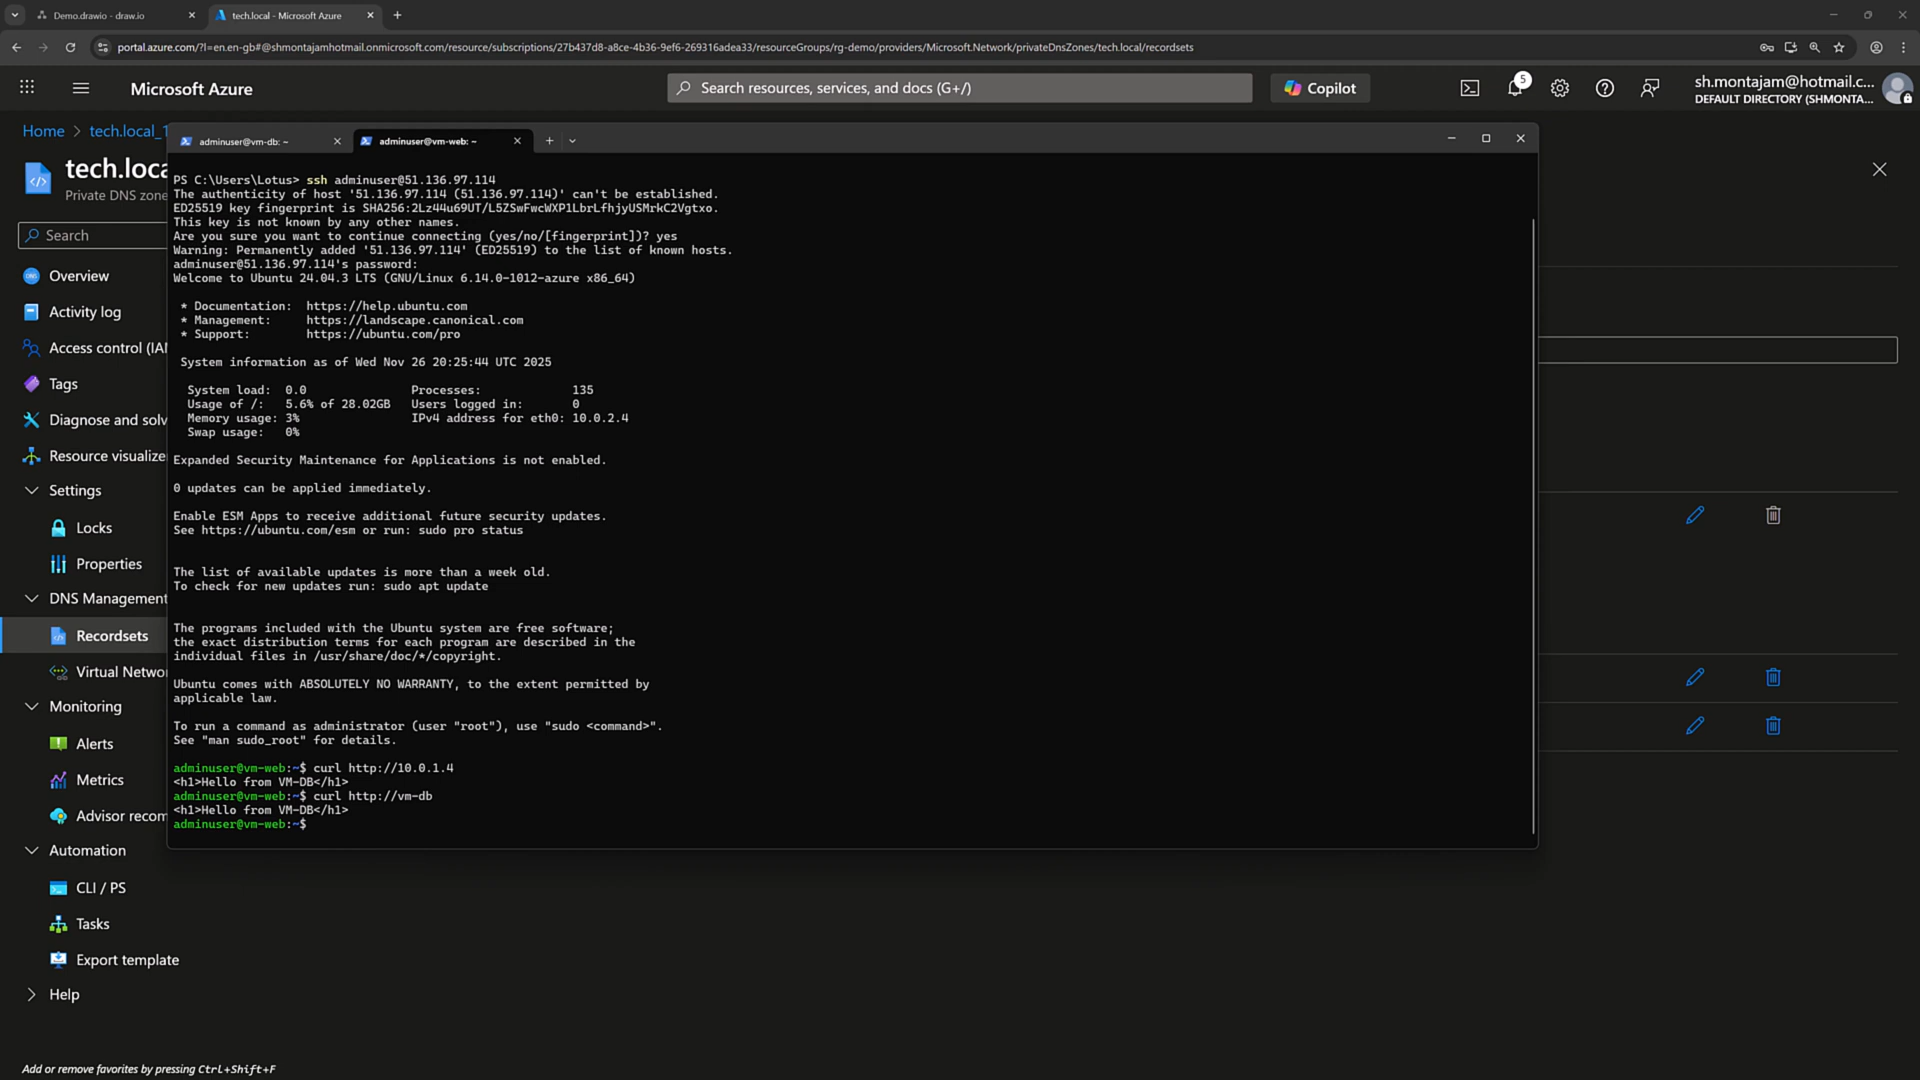 Demo.drawio - draw.io
tech.local - Microsoft Azure
portal.azure.com/?l=en.en-gb#@shmontajamhotmail.onmicrosoft.com/resource/subscriptions/27b437d8-a8ce-4b36-9ef6-269316adea33/resourceGroups/rg-demo/providers/Microsoft.Network/privateDnsZones/tech.local/recordsets
Microsoft Azure
Search resources, services, and docs (G+/)
Copilot
5
sh.montajam@hotmail.c...
DEFAULT DIRECTORY (SHMONTA...
Home > tech.local_1
tech.loca
Private DNS zone
Search
Overview
Activity log
Access control (IAM
Tags
Diagnose and solv
Resource visualize
Settings
Locks
Properties
DNS Management
Recordsets
Virtual Networ
Monitoring
Alerts
Metrics
Advisor recom
Automation
CLI / PS
Tasks
Export template
Help
Add or remove favorites by pressing Ctrl+Shift+F
adminuser@vm-db: ~
adminuser@vm-web: ~
PS C:\Users\Lotus> ssh adminuser@51.136.97.114
The authenticity of host '51.136.97.114 (51.136.97.114)' can't be established.
ED25519 key fingerprint is SHA256:2Lz44u69UT/L5ZSwFwcWXP1LbrLfhjyUSMrkC2Vgtxo.
This key is not known by any other names.
Are you sure you want to continue connecting (yes/no/[fingerprint])? yes
Warning: Permanently added '51.136.97.114' (ED25519) to the list of known hosts.
adminuser@51.136.97.114's password:
Welcome to Ubuntu 24.04.3 LTS (GNU/Linux 6.14.0-1012-azure x86_64)
* Documentation:  https://help.ubuntu.com
* Management:     https://landscape.canonical.com
* Support:        https://ubuntu.com/pro
System information as of Wed Nov 26 20:25:44 UTC 2025
System load:  0.0               Processes:             135
Usage of /:   5.6% of 28.02GB   Users logged in:       0
Memory usage: 3%                IPv4 address for eth0: 10.0.2.4
Swap usage:   0%
Expanded Security Maintenance for Applications is not enabled.
0 updates can be applied immediately.
Enable ESM Apps to receive additional future security updates.
See https://ubuntu.com/esm or run: sudo pro status
The list of available updates is more than a week old.
To check for new updates run: sudo apt update
The programs included with the Ubuntu system are free software;
the exact distribution terms for each program are described in the
individual files in /usr/share/doc/*/copyright.
Ubuntu comes with ABSOLUTELY NO WARRANTY, to the extent permitted by
applicable law.
To run a command as administrator (user "root"), use "sudo <command>".
See "man sudo_root" for details.
adminuser@vm-web:~$ curl http://10.0.1.4
<h1>Hello from VM-DB</h1>
adminuser@vm-web:~$ curl http://vm-db
<h1>Hello from VM-DB</h1>
adminuser@vm-web:~$